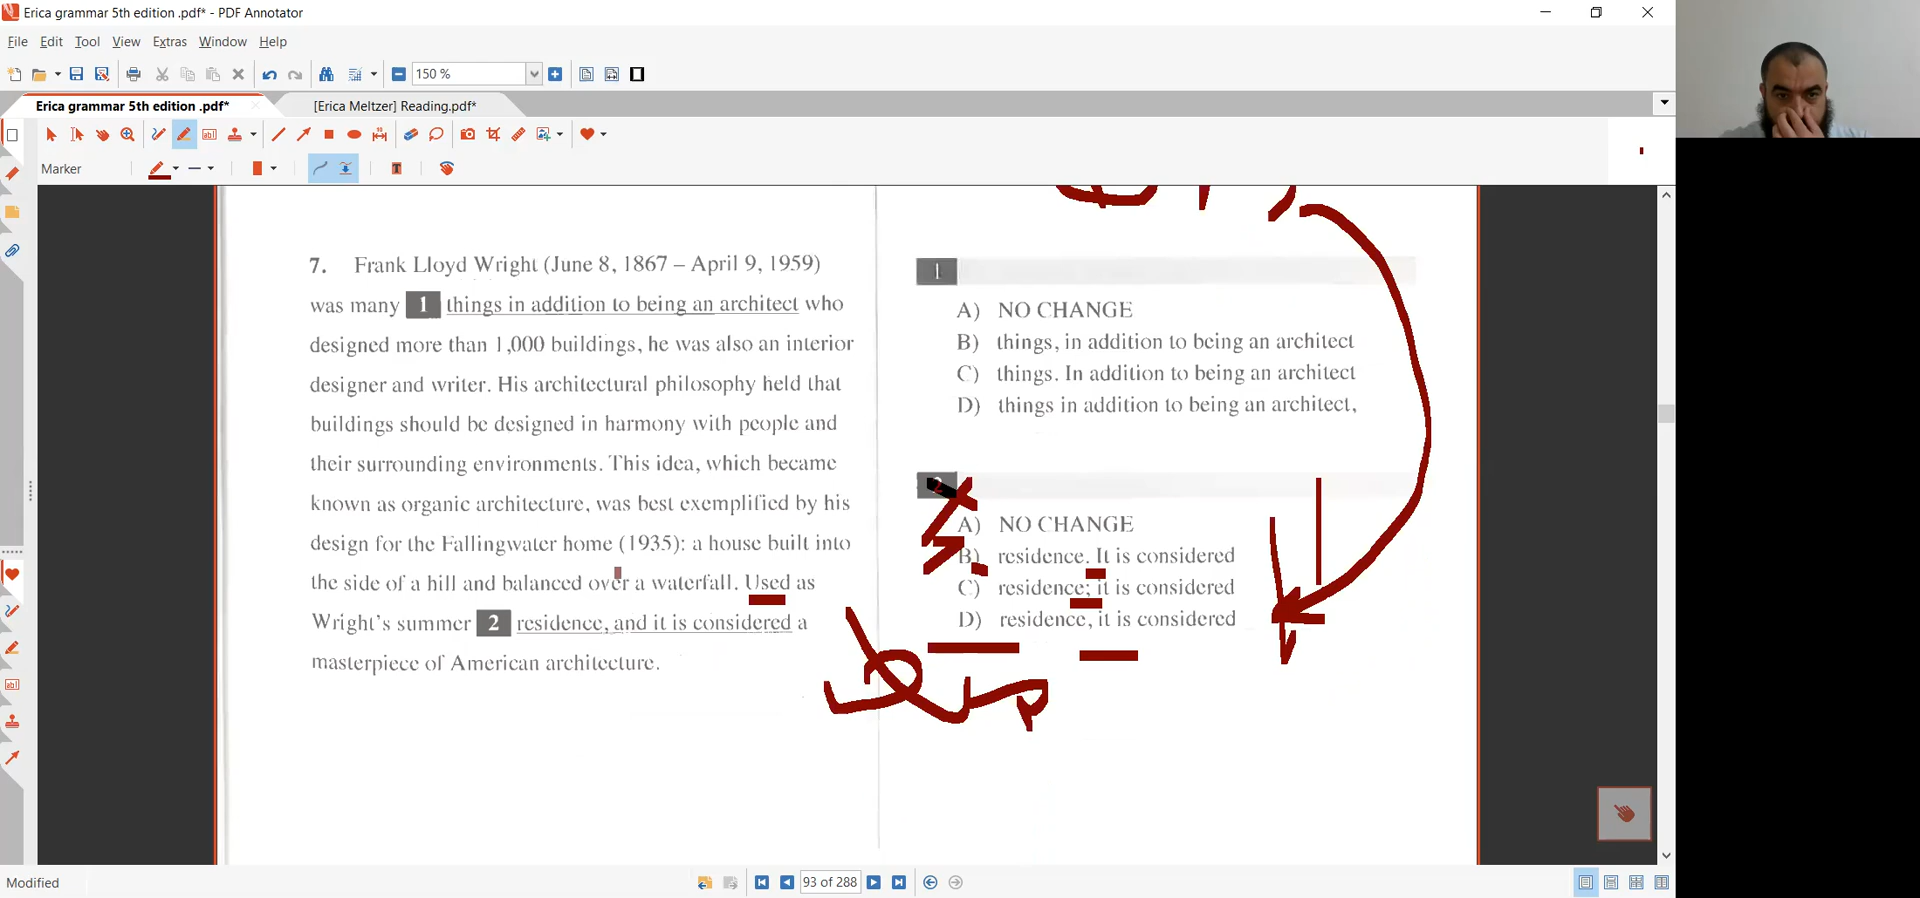 Erica grammar 5th edition .pdf* - PDF Annotator
File Edit Tool View Extras Window Help
150 %
Erica grammar 5th edition .pdf*
[Erica Meltzer] Reading.pdf*
Marker
7. Frank Lloyd Wright (June 8, 1867 – April 9, 1959)
was many 1 things in addition to being an architect who
designed more than 1,000 buildings, he was also an interior
designer and writer. His architectural philosophy held that
buildings should be designed in harmony with people and
their surrounding environments. This idea, which became
known as organic architecture, was best exemplified by his
design for the Fallingwater home (1935): a house built into
the side of a hill and balanced over a waterfall. Used as
Wright's summer 2 residence, and it is considered a
masterpiece of American architecture.
1
A) NO CHANGE
B) things, in addition to being an architect
C) things. In addition to being an architect
D) things in addition to being an architect,
2
A) NO CHANGE
B) residence. It is considered
C) residence; it is considered
D) residence, it is considered
Modified
93 of 288